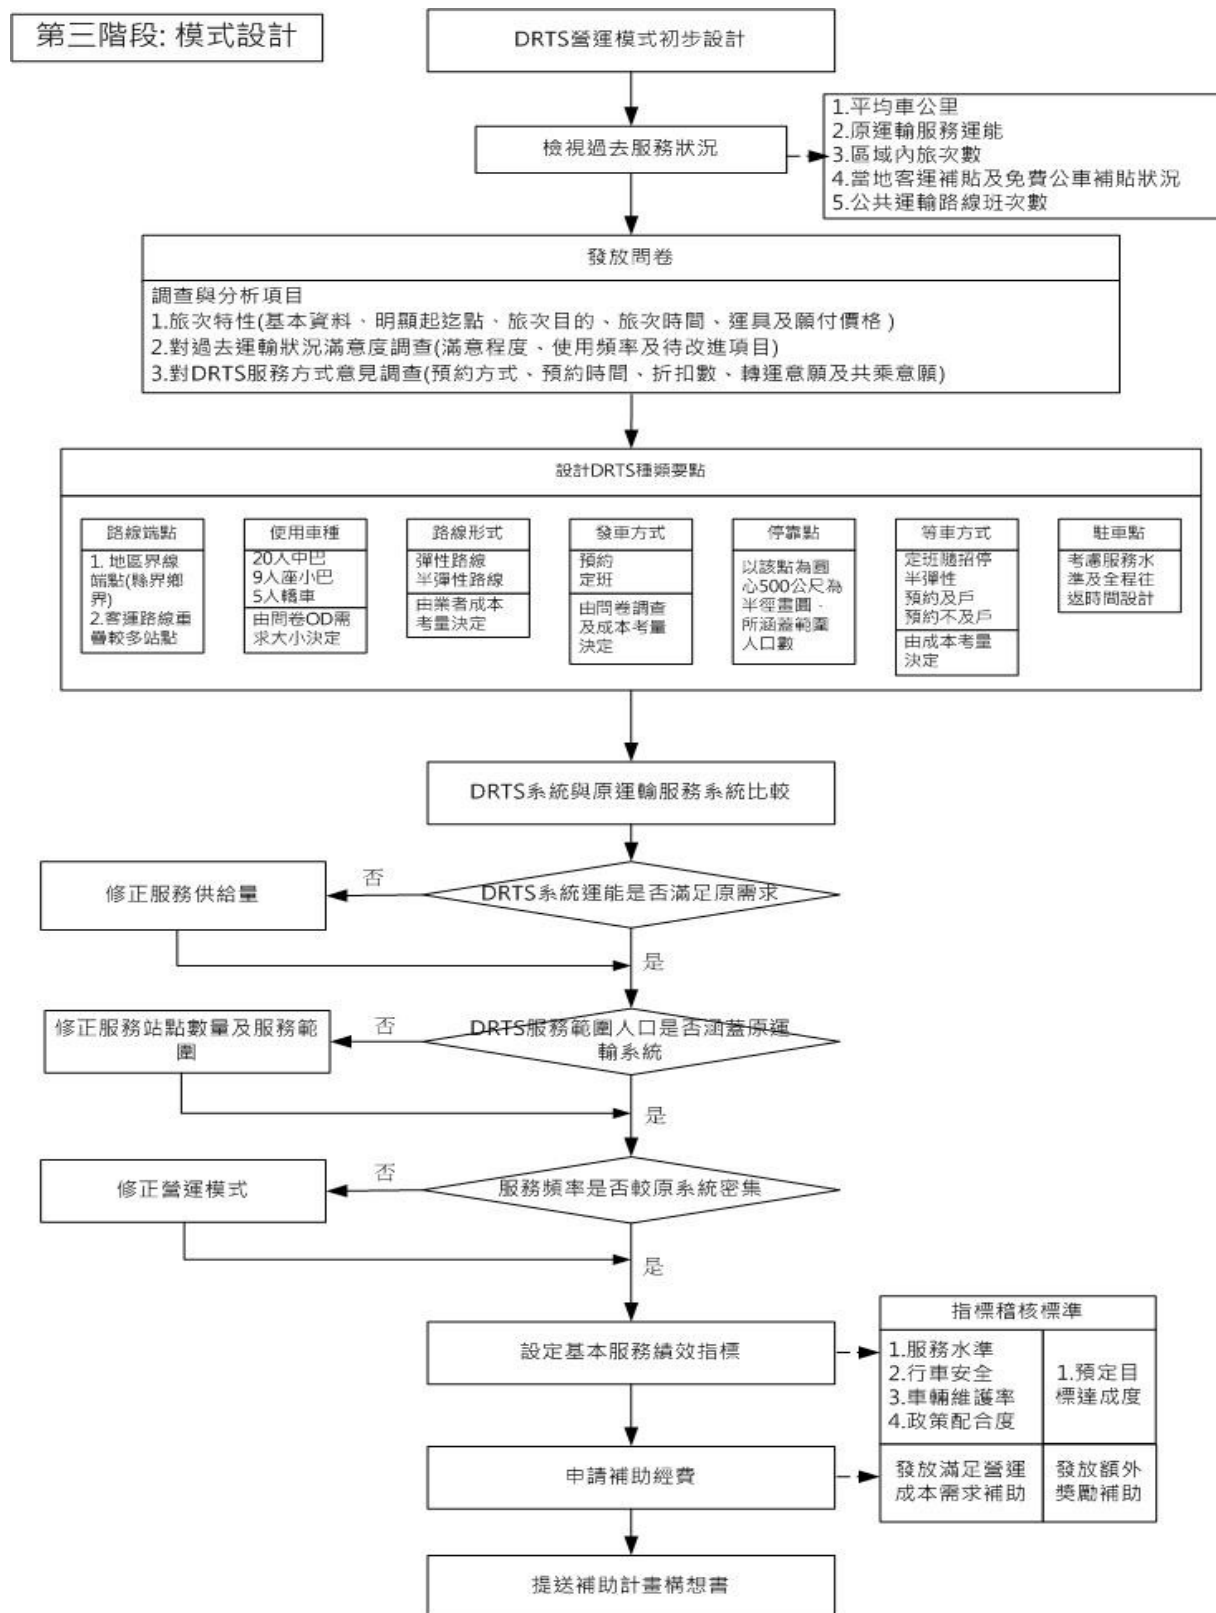 第三階段: 模式設計
DRTS營運模式初步設計
檢視過去服務狀況
1.平均車公里
2.原運輸服務運能
3.區域內旅次數
4.當地客運補貼及免費公車補貼狀況
5.公共運輸路線班次數
發放問卷
調查與分析項目
1.旅次特性(基本資料、明顯起迄點、旅次目的、旅次時間、運具及願付價格)
2.對過去運輸狀況滿意度調查(滿意程度、使用頻率及待改進項目)
3.對DRTS服務方式意見調查(預約方式、預約時間、折扣數、轉運意願及共乘意願)
設計DRTS種類要點
路線端點
1. 地區界線
端點(縣界鄉
界)
2.客運路線重
疊較多站點
使用車種
20人中巴
9人座小巴
5人轎車
由問卷OD需
求大小決定
路線形式
彈性路線
半彈性路線
由業者成本
考量決定
發車方式
預約
定班
由問卷調查
及成本考量
決定
停靠點
以該點為圓
心500公尺為
半徑畫圓、
所涵蓋範圍
人口數
等車方式
定班隨招停
半彈性
預約及戶
預約不及戶
由成本考量
決定
駐車點
考慮服務水
準及全程往
返時間設計
DRTS系統與原運輸服務系統比較
DRTS系統運能是否滿足原需求
否
修正服務供給量
是
DRTS服務範圍人口是否涵蓋原運
輸系統
否
修正服務站點數量及服務範
圍
是
服務頻率是否較原系統密集
否
修正營運模式
是
設定基本服務績效指標
指標稽核標準
1.服務水準
2.行車安全
3.車輛維護率
4.政策配合度
1.預定目
標達成度
申請補助經費
發放滿足營運
成本需求補助
發放額外
獎勵補助
提送補助計畫構想書